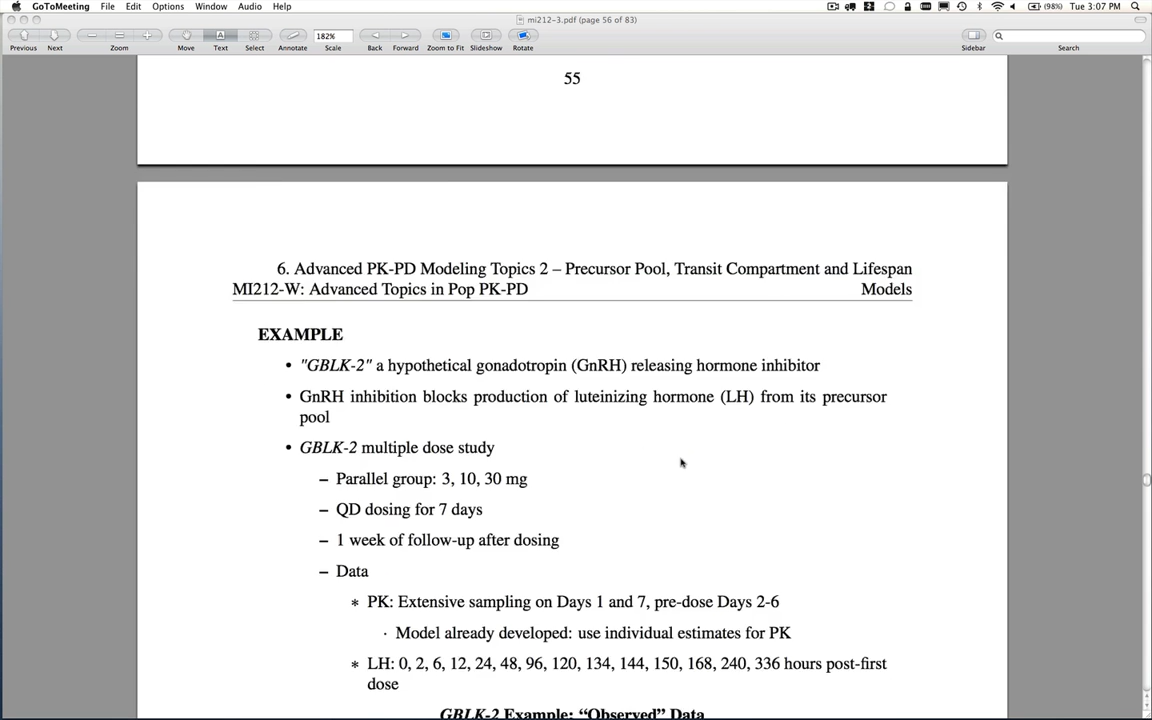 GoToMeeting File Edit Options Window Audio Help (98%) Tue 3:07 PM
mi212-3.pdf (page 56 of 83)
182%
Previous Next Zoom Move Text Select Annotate Scale Back Forward Zoom to Fit Slideshow Rotate Sidebar Search
55
6. Advanced PK-PD Modeling Topics 2 – Precursor Pool, Transit Compartment and Lifespan
MI212-W: Advanced Topics in Pop PK-PD Models
EXAMPLE
• "GBLK-2" a hypothetical gonadotropin (GnRH) releasing hormone inhibitor
• GnRH inhibition blocks production of luteinizing hormone (LH) from its precursor
pool
• GBLK-2 multiple dose study
– Parallel group: 3, 10, 30 mg
– QD dosing for 7 days
– 1 week of follow-up after dosing
– Data
∗ PK: Extensive sampling on Days 1 and 7, pre-dose Days 2-6
· Model already developed: use individual estimates for PK
∗ LH: 0, 2, 6, 12, 24, 48, 96, 120, 134, 144, 150, 168, 240, 336 hours post-first
dose
GBLK-2 Example: “Observed” Data